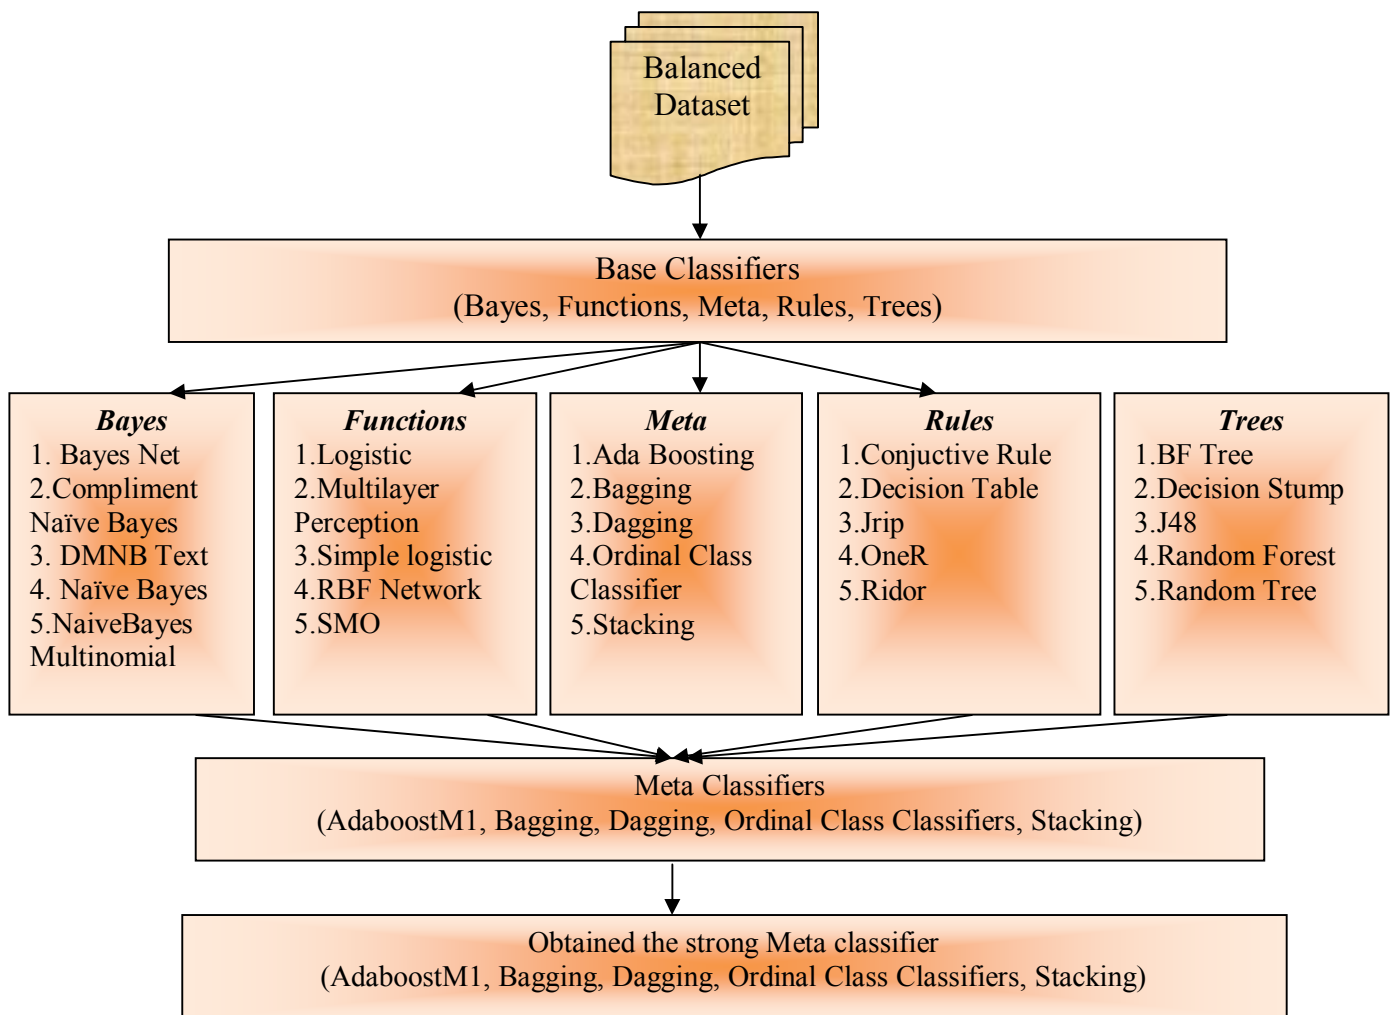 Balanced
Dataset
Base Classifiers
(Bayes, Functions, Meta, Rules, Trees)
Bayes
1. Bayes Net
2.Compliment
Naïve Bayes
3. DMNB Text
4. Naïve Bayes
5.NaiveBayes
Multinomial
Functions
1.Logistic
2.Multilayer
Perception
3.Simple logistic
4.RBF Network
5.SMO
Meta
1.Ada Boosting
2.Bagging
3.Dagging
4.Ordinal Class
Classifier
5.Stacking
Rules
1.Conjuctive Rule
2.Decision Table
3.Jrip
4.OneR
5.Ridor
Trees
1.BF Tree
2.Decision Stump
3.J48
4.Random Forest
5.Random Tree
Meta Classifiers
(AdaboostM1, Bagging, Dagging, Ordinal Class Classifiers, Stacking)
Obtained the strong Meta classifier
(AdaboostM1, Bagging, Dagging, Ordinal Class Classifiers, Stacking)